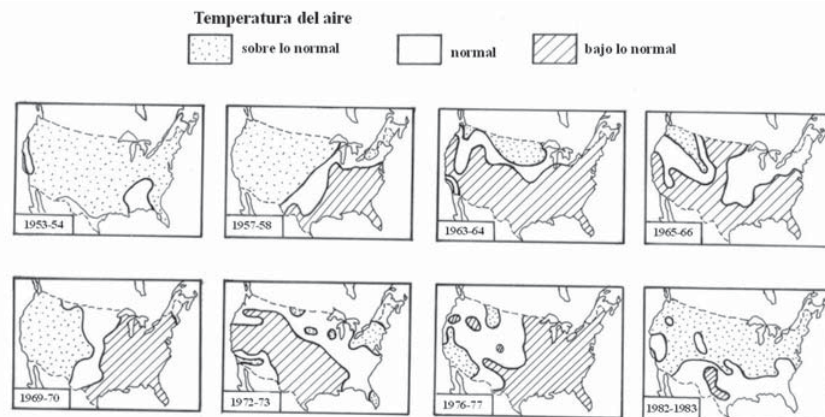 Temperatura del aire
sobre lo normal
normal
bajo lo normal
1953-54
1957-58
1963-64
1965-66
1969-70
1972-73
1976-77
1982-1983